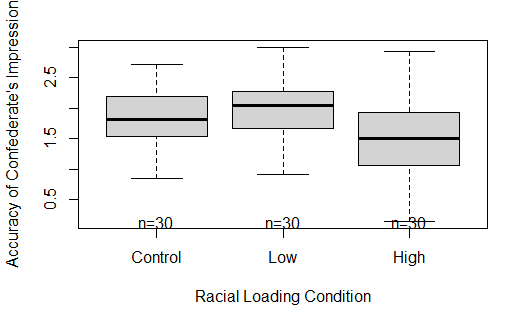 Accuracy of Confederate's Impression
2.5
1.5
0.5
n=30 n=30 n=30
Control Low High
Racial Loading Condition